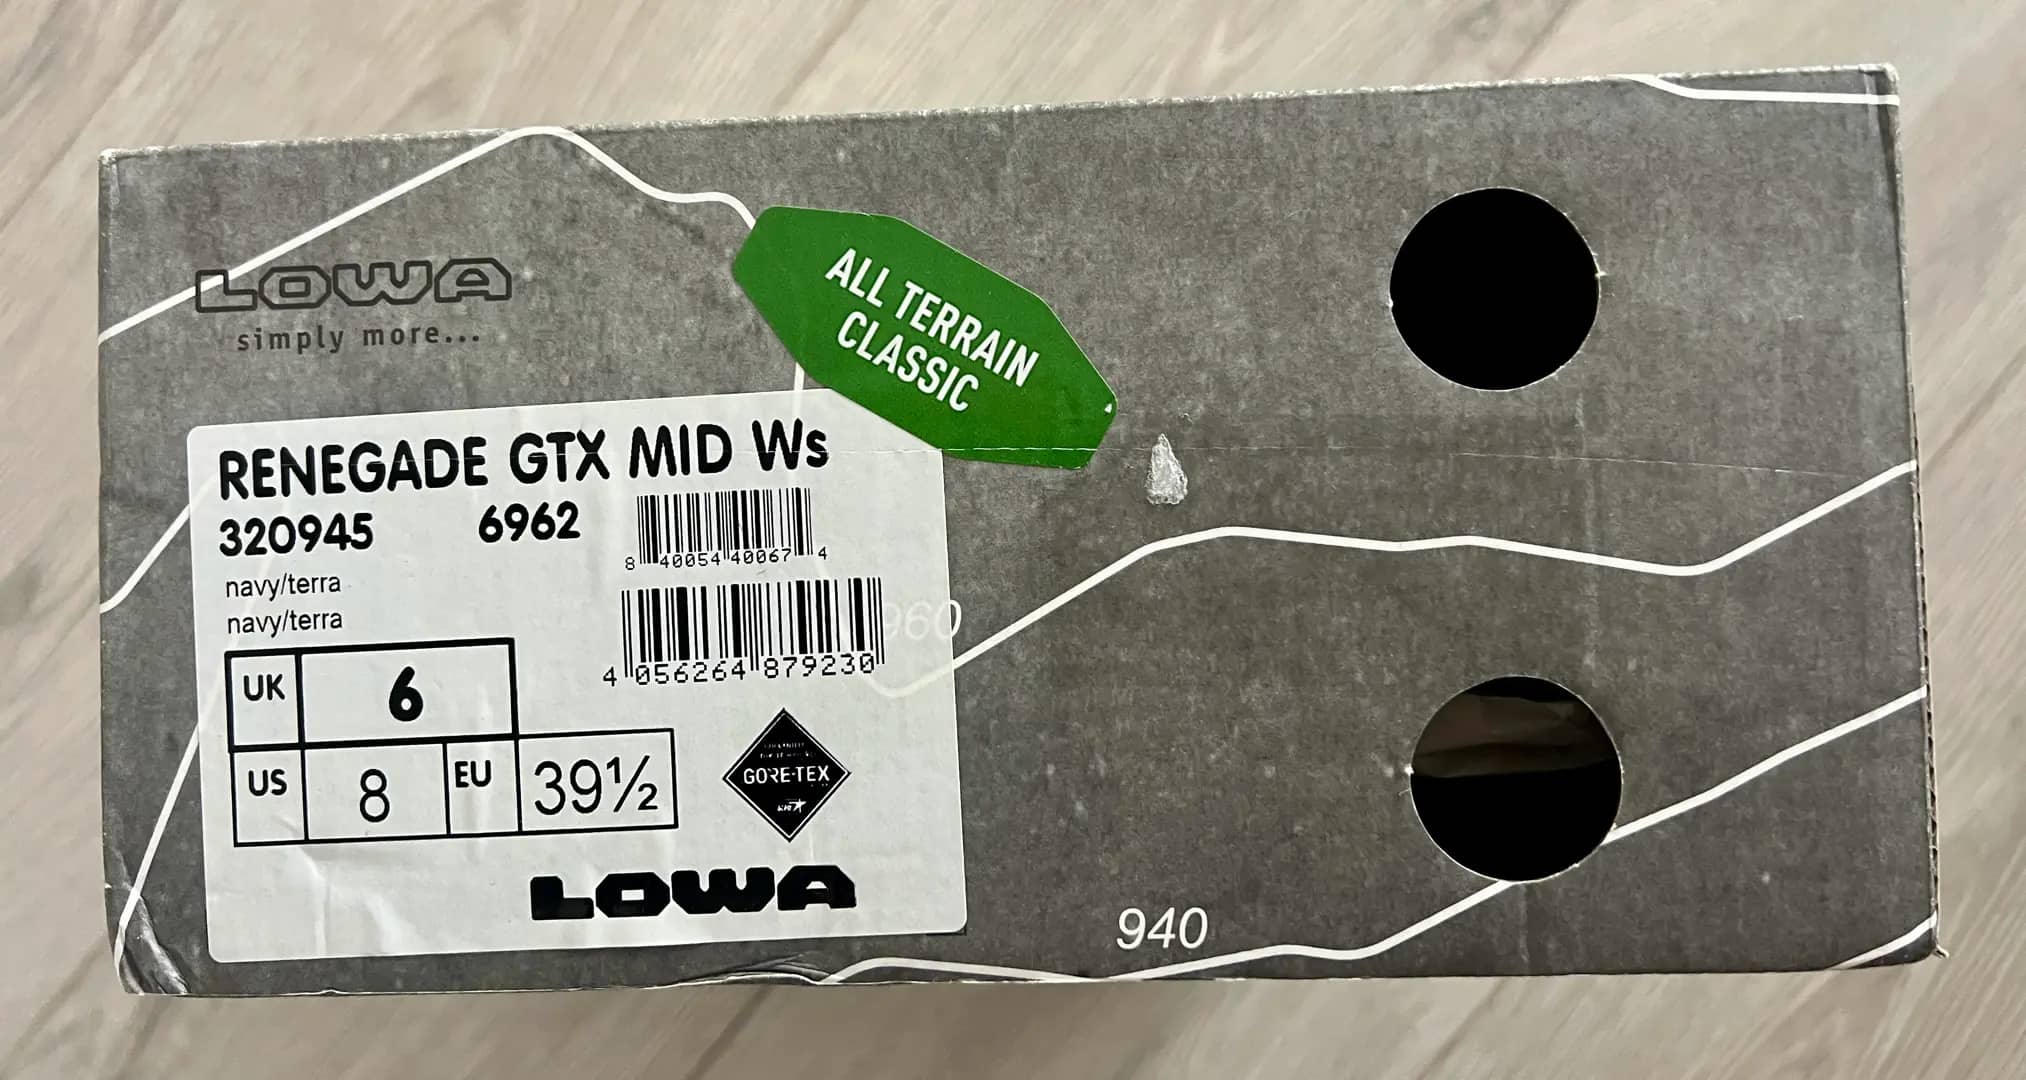 LOWA
simply more...
ALL TERRAIN
CLASSIC
RENEGADE GTX MID Ws
320945 6962
8 40054 40067 4
navy/terra
navy/terra
4 056264 879230
960
UK 6
US 8 EU 39½
GORE-TEX
LOWA
940